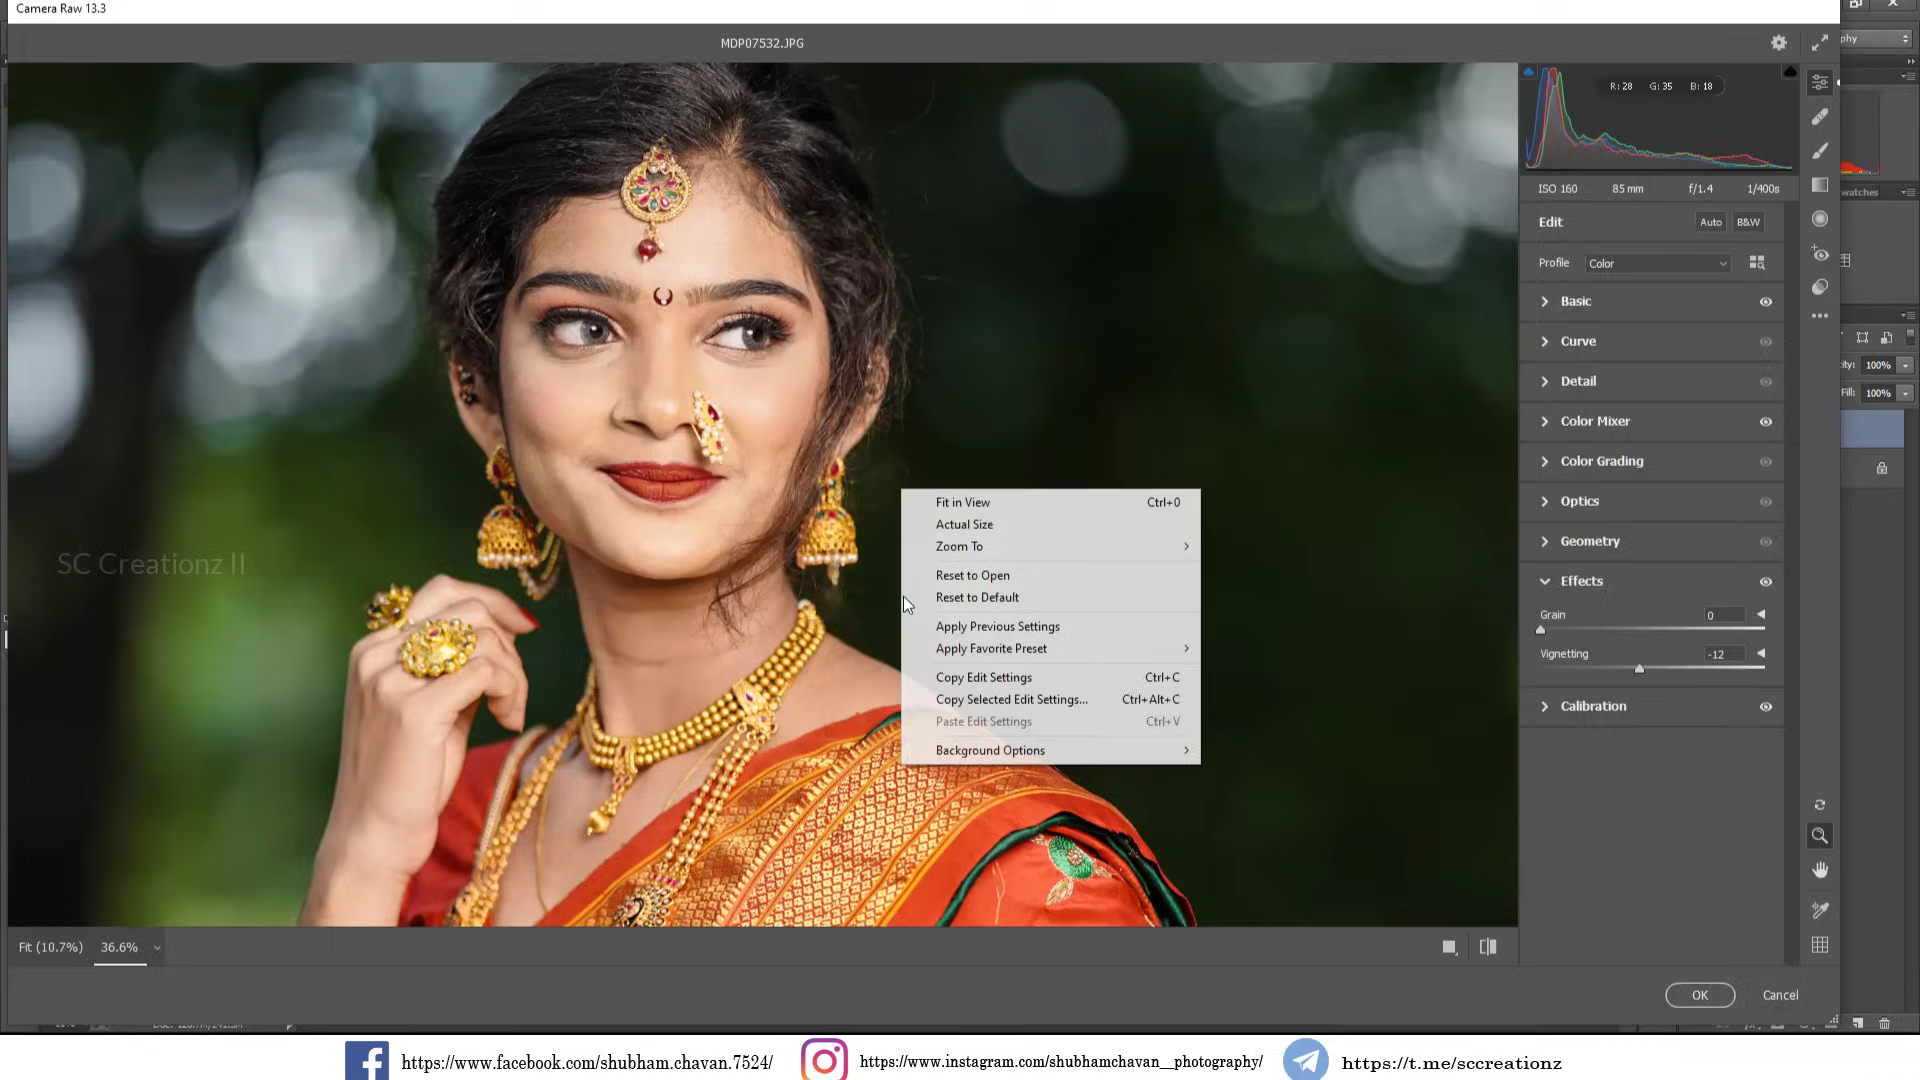 Camera Raw 13.3
MDP07532.JPG
phy
R: 28 G: 35 B: 18
ISO 160 85 mm f/1.4 1/400s
watches
Edit Auto B&W
Profile Color
Basic
Curve
Detail
100%
Fill: 100%
Color Mixer
Color Grading
Optics
Geometry
Effects
Grain 0
Vignetting -12
Calibration
SC Creationz II
Fit in View Ctrl+0
Actual Size
Zoom To
Reset to Open
Reset to Default
Apply Previous Settings
Apply Favorite Preset
Copy Edit Settings Ctrl+C
Copy Selected Edit Settings... Ctrl+Alt+C
Paste Edit Settings Ctrl+V
Background Options
Fit (10.7%) 36.6%
OK Cancel
https://www.facebook.com/shubham.chavan.7524/ https://www.instagram.com/shubhamchavan__photography/ https://t.me/sccreationz